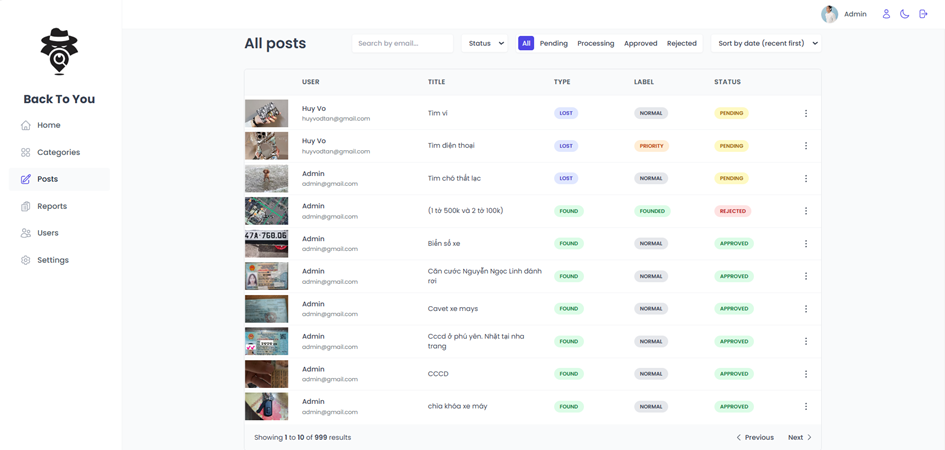 Admin
Back To You
Home
Categories
Posts
Reports
Users
Settings
All posts
Search by email...
Status
All Pending Processing Approved Rejected
Sort by date (recent first)
USER TITLE TYPE LABEL STATUS
Huy Vo
huyvodtan@gmail.com
Tìm ví LOST NORMAL PENDING
Huy Vo
huyvodtan@gmail.com
Tìm điện thoại LOST PRIORITY PENDING
Admin
admin@gmail.com
Tìm chó thất lạc LOST NORMAL PENDING
Admin
admin@gmail.com
(1 tờ 500k và 2 tờ 100k) FOUND FOUNDED REJECTED
47A-768.06
Admin
admin@gmail.com
Biển số xe FOUND NORMAL APPROVED
Admin
admin@gmail.com
Căn cước Nguyễn Ngọc Linh đánh
rơi
FOUND NORMAL APPROVED
Admin
admin@gmail.com
Cavet xe mays FOUND NORMAL APPROVED
Admin
admin@gmail.com
Cccd ở phú yên. Nhặt tại nha
trang
FOUND NORMAL APPROVED
Admin
admin@gmail.com
CCCD FOUND NORMAL APPROVED
Admin
admin@gmail.com
chìa khóa xe máy FOUND NORMAL APPROVED
Showing 1 to 10 of 999 results
Previous Next